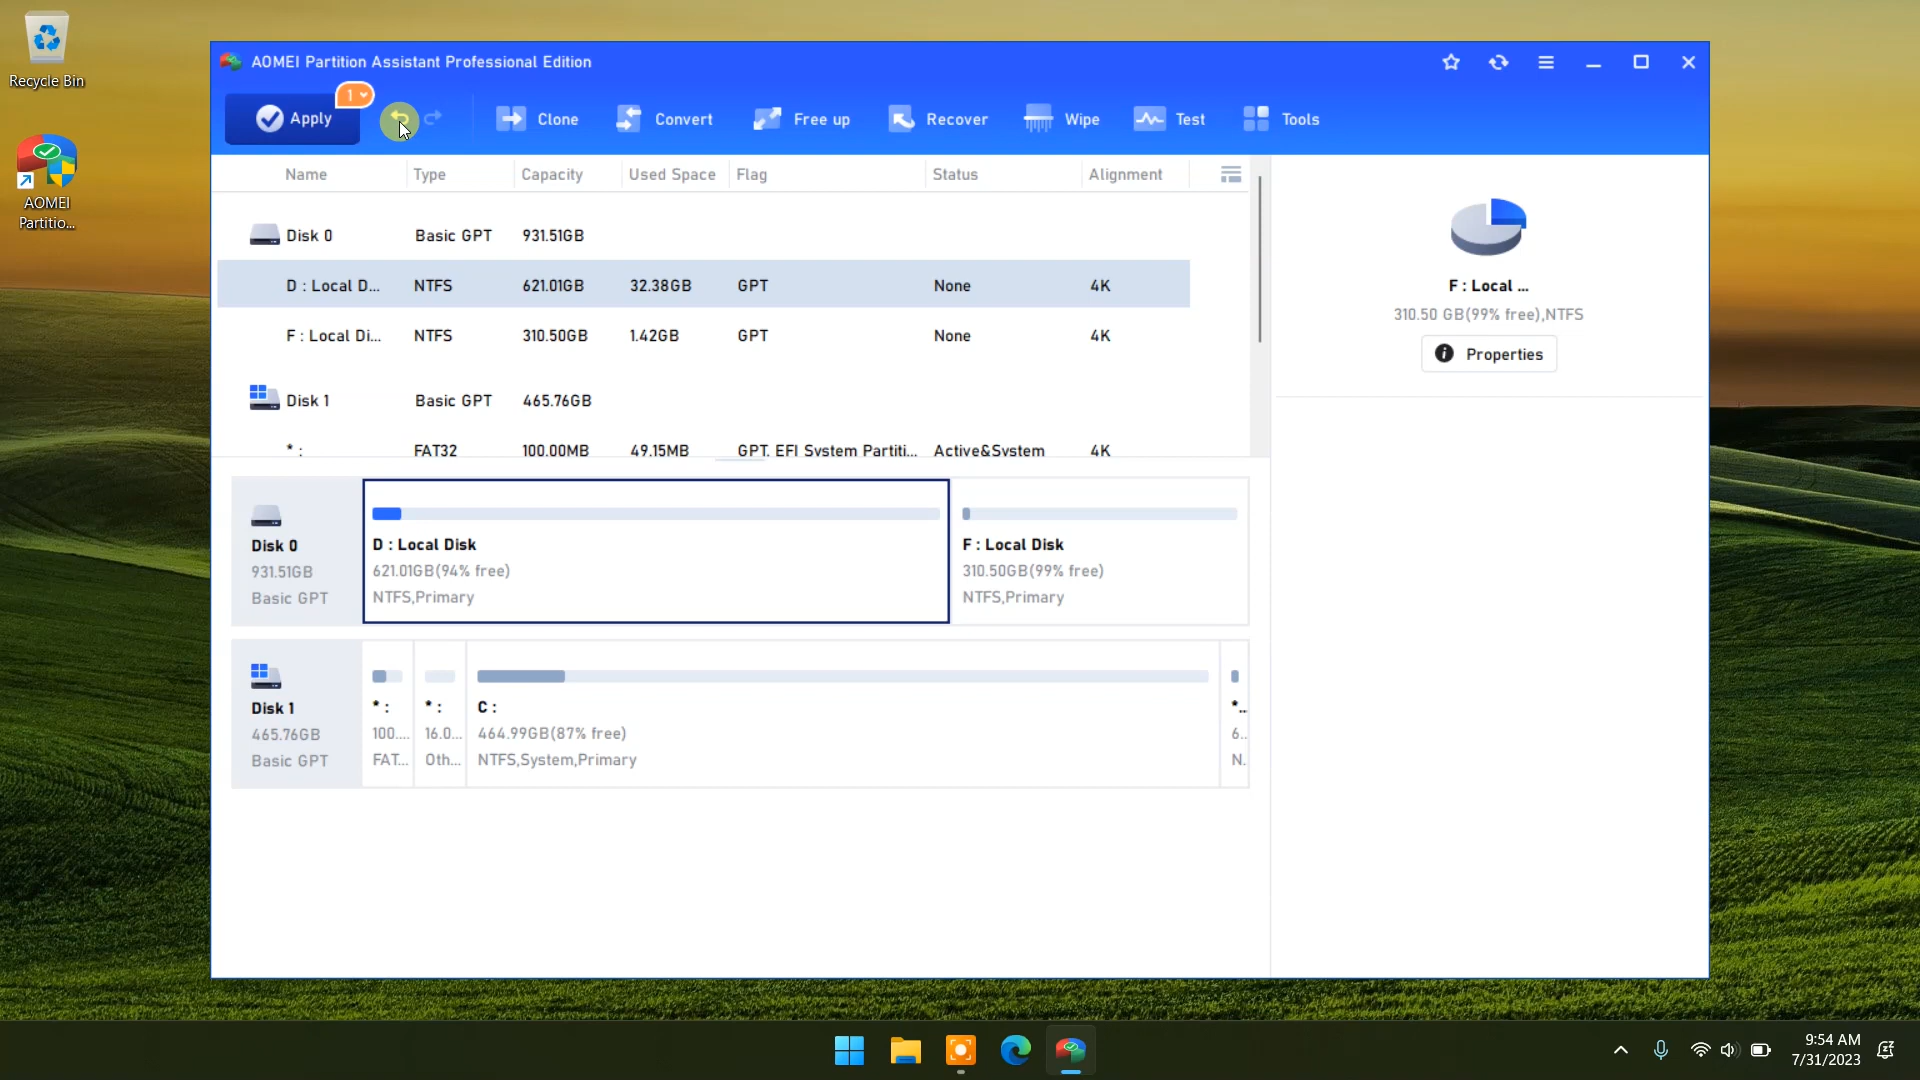 Recycle Bin
AOMEI
Partitio...
AOMEI Partition Assistant Professional Edition
Apply
1
Clone
Convert
Free up
Recover
Wipe
Test
Tools
Name Type Capacity Used Space Flag Status Alignment
Disk 0 Basic GPT 931.51GB
D : Local D... NTFS 621.01GB 32.38GB GPT None 4K
F : Local Di... NTFS 310.50GB 1.42GB GPT None 4K
Disk 1 Basic GPT 465.76GB
* : FAT32 100.00MB 49.15MB GPT, EFI System Partiti... Active&System 4K
F : Local ...
310.50 GB(99% free),NTFS
Properties
Disk 0
931.51GB
Basic GPT
D : Local Disk
621.01GB(94% free)
NTFS,Primary
F : Local Disk
310.50GB(99% free)
NTFS,Primary
Disk 1
465.76GB
Basic GPT
* :
100....
FAT...
* :
16.0...
Oth...
C :
464.99GB(87% free)
NTFS,System,Primary
*..
6..
N.
9:54 AM
7/31/2023